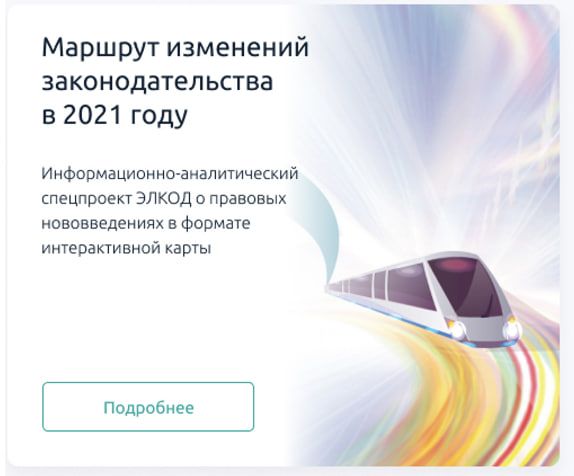 Маршрут изменений
законодательства
в 2021 году
Информационно-аналитический
спецпроект ЭЛКОД о правовых
нововведениях в формате
интерактивной карты
Подробнее